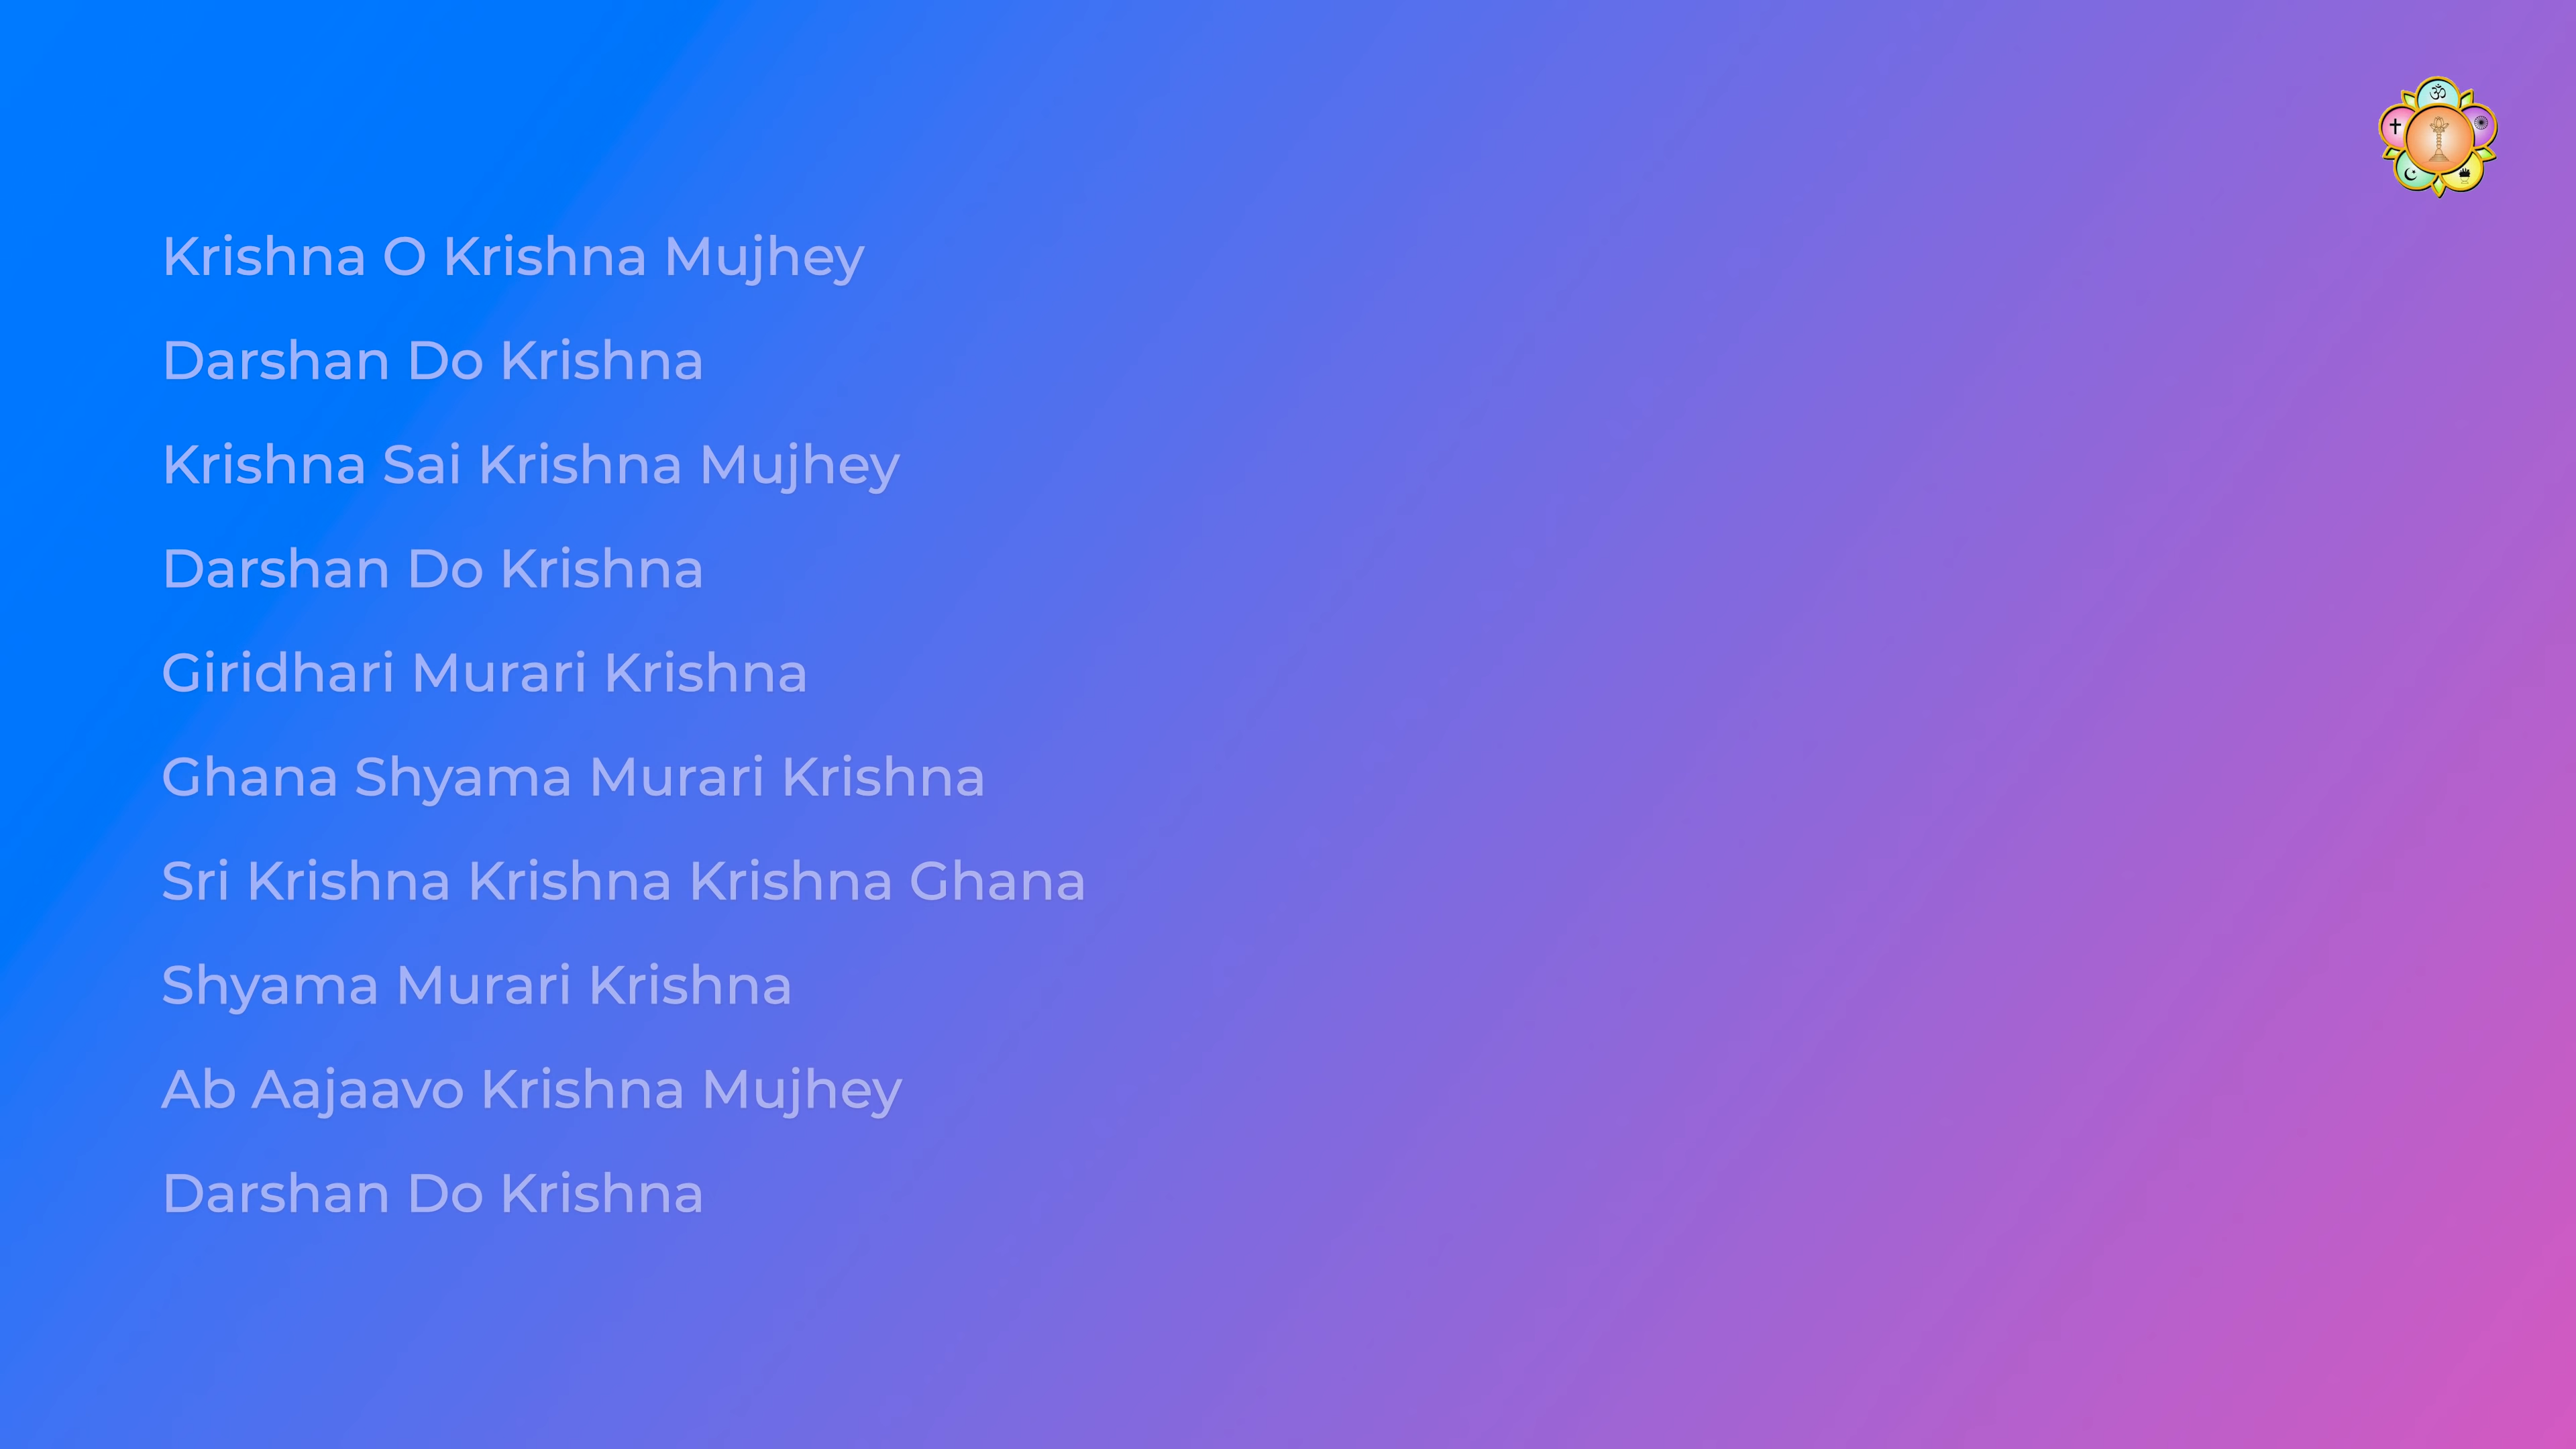 Krishna O Krishna Mujhey
Darshan Do Krishna
Krishna Sai Krishna Mujhey
Darshan Do Krishna
Giridhari Murari Krishna
Ghana Shyama Murari Krishna
Sri Krishna Krishna Krishna Ghana
Shyama Murari Krishna
Ab Aajaavo Krishna Mujhey
Darshan Do Krishna